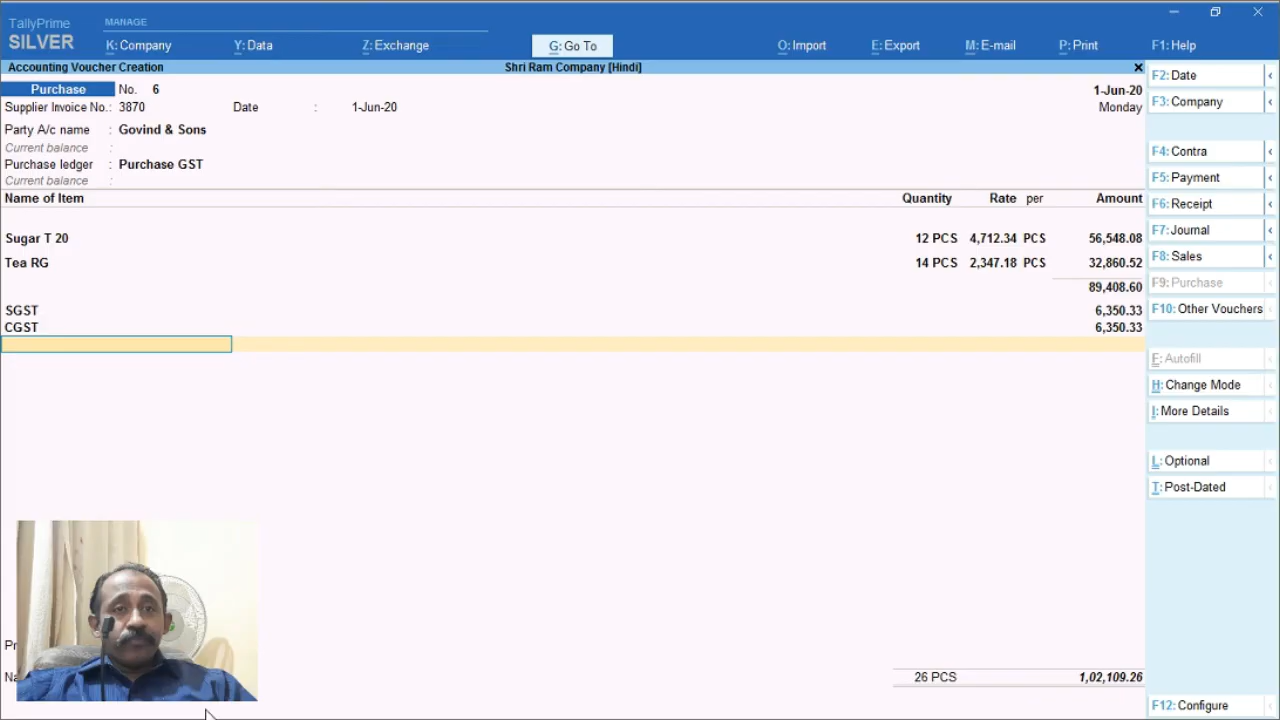 TallyPrime
SILVER
MANAGE
K: Company
Y: Data
Z: Exchange
G: Go To
O: Import
E: Export
M: E-mail
P: Print
F1: Help
Accounting Voucher Creation
Shri Ram Company [Hindi]
Purchase No. 6
1-Jun-20
Supplier Invoice No.: 3870 Date : 1-Jun-20
Monday
Party A/c name : Govind & Sons
Current balance :
Purchase ledger : Purchase GST
Current balance :
Name of Item Quantity Rate per Amount
Sugar T 20 12 PCS 4,712.34 PCS 56,548.08
Tea RG 14 PCS 2,347.18 PCS 32,860.52
89,408.60
SGST 6,350.33
CGST 6,350.33
26 PCS 1,02,109.26
F2: Date
F3: Company
F4: Contra
F5: Payment
F6: Receipt
F7: Journal
F8: Sales
F9: Purchase
F10: Other Vouchers
F: Autofill
H: Change Mode
I: More Details
L: Optional
T: Post-Dated
F12: Configure